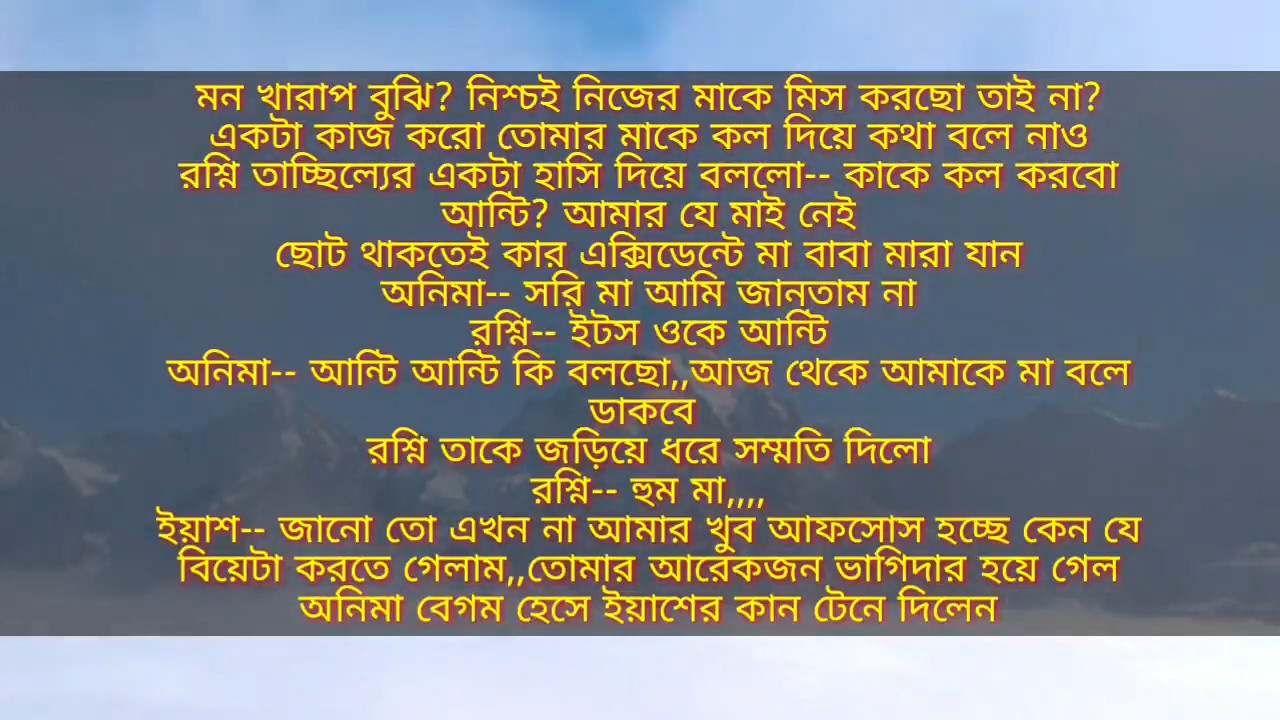 মন খারাপ বুঝি? নিশ্চই নিজের মাকে মিস করছো তাই না?
একটা কাজ করো তোমার মাকে কল দিয়ে কথা বলে নাও
রশ্নি তাচ্ছিল্যের একটা হাসি দিয়ে বললো-- কাকে কল করবো
আন্টি? আমার যে মাই নেই
ছোট থাকতেই কার এক্সিডেন্টে মা বাবা মারা যান
অনিমা-- সরি মা আমি জানতাম না
রশ্নি-- ইটস ওকে আন্টি
অনিমা-- আন্টি আন্টি কি বলছো,,আজ থেকে আমাকে মা বলে
ডাকবে
রশ্নি তাকে জড়িয়ে ধরে সম্মতি দিলো
রশ্নি-- হুম মা,,,,
ইয়াশ-- জানো তো এখন না আমার খুব আফসোস হচ্ছে কেন যে
বিয়েটা করতে গেলাম,,তোমার আরেকজন ভাগিদার হয়ে গেল
অনিমা বেগম হেসে ইয়াশের কান টেনে দিলেন